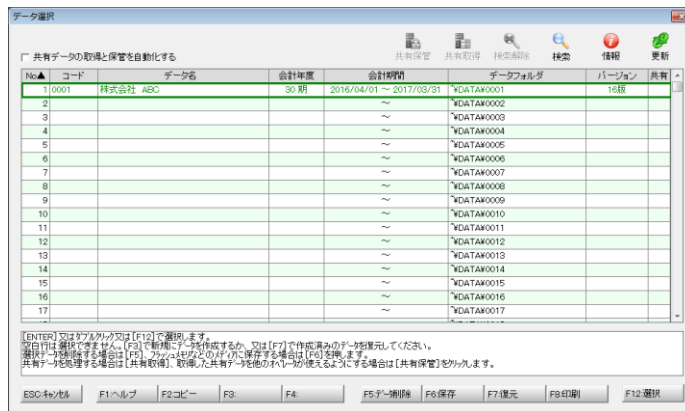 データ選択
共有データの取得と保管を自動化する
共有保管 共有取得 検索解除 検索 情報 更新
No▲ コード データ名 会計年度 会計期間 データフォルダ バージョン 共有
1 0001 株式会社 ABC 30 期 2016/04/01 ～ 2017/03/31 ~¥DATA¥0001 16版
2 ～ ~¥DATA¥0002
3 ～ ~¥DATA¥0003
4 ～ ~¥DATA¥0004
5 ～ ~¥DATA¥0005
6 ～ ~¥DATA¥0006
7 ～ ~¥DATA¥0007
8 ～ ~¥DATA¥0008
9 ～ ~¥DATA¥0009
10 ～ ~¥DATA¥0010
11 ～ ~¥DATA¥0011
12 ～ ~¥DATA¥0012
13 ～ ~¥DATA¥0013
14 ～ ~¥DATA¥0014
15 ～ ~¥DATA¥0015
16 ～ ~¥DATA¥0016
17 ～ ~¥DATA¥0017
[ENTER]又はダブルクリック又は[F12]で選択します。
空白行は選択できません。[F3]で新規にデータを作成するか、又は[F7]で作成済みのデータを復元してください。
選択データを削除する場合は[F5]、フラッシュメモリなどのメディアに保存する場合は[F6]を押します。
共有データを処理する場合は[共有取得]、取得した共有データを他のオペレータが使えるようにする場合は[共有保管]をクリックします。
ESC:キャンセル F1:ヘルプ F2:コピー F3: F4: F5:データ削除 F6:保存 F7:復元 F8:印刷 F12:選択